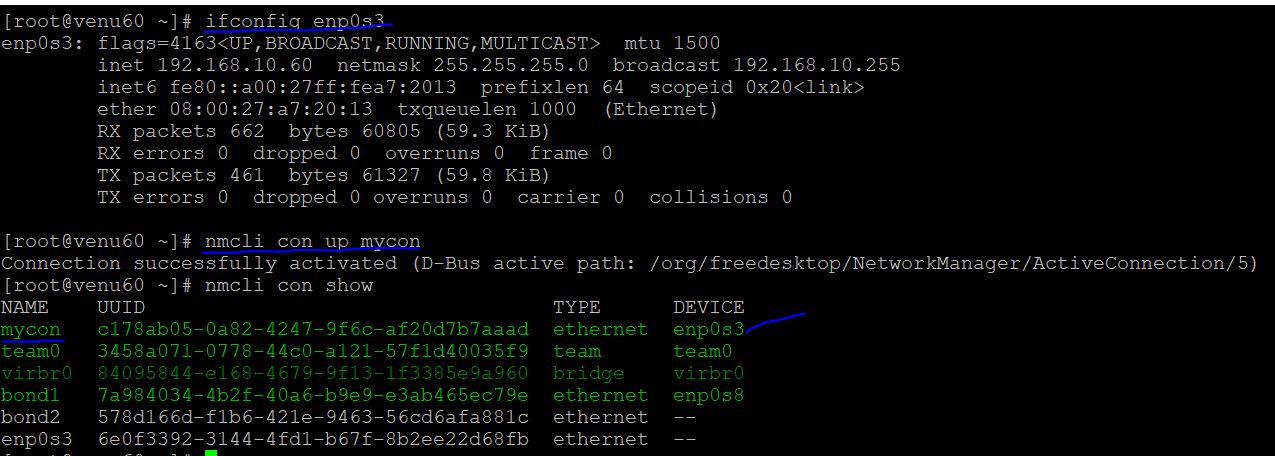 [root@venu60 ~]# ifconfig enp0s3
enp0s3: flags=4163<UP,BROADCAST,RUNNING,MULTICAST>  mtu 1500
        inet 192.168.10.60  netmask 255.255.255.0  broadcast 192.168.10.255
        inet6 fe80::a00:27ff:fea7:2013  prefixlen 64  scopeid 0x20<link>
        ether 08:00:27:a7:20:13  txqueuelen 1000  (Ethernet)
        RX packets 662  bytes 60805 (59.3 KiB)
        RX errors 0  dropped 0  overruns 0  frame 0
        TX packets 461  bytes 61327 (59.8 KiB)
        TX errors 0  dropped 0 overruns 0  carrier 0  collisions 0
[root@venu60 ~]# nmcli con up mycon
Connection successfully activated (D-Bus active path: /org/freedesktop/NetworkManager/ActiveConnection/5)
[root@venu60 ~]# nmcli con show
NAME    UUID                                  TYPE      DEVICE
mycon   c178ab05-0a82-4247-9f6c-af20d7b7aaad  ethernet  enp0s3
team0   3458a071-0778-44c0-a121-57f1d40035f9  team      team0
virbr0  84095844-e168-4679-9f13-1f3385e9a960  bridge    virbr0
bond1   7a984034-4b2f-40a6-b9e9-e3ab465ec79e  ethernet  enp0s8
bond2   578d166d-f1b6-421e-9463-56cd6afa881c  ethernet  --
enp0s3  6e0f3392-3144-4fd1-b67f-8b2ee22d68fb  ethernet  --